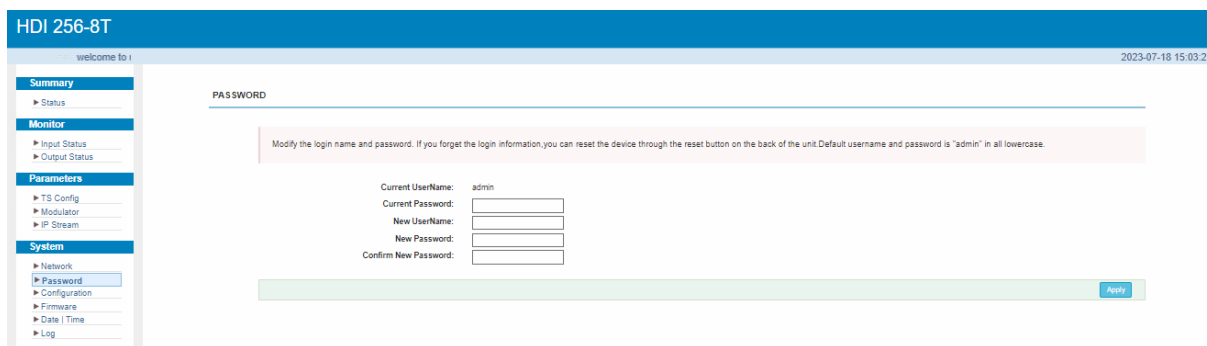 HDI 256-8T
welcome to
2023-07-18 15:03:2
Summary
Status
Monitor
Input Status
Output Status
Parameters
TS Config
Modulator
IP Stream
System
Network
Password
Configuration
Firmware
Date | Time
Log
PASSWORD
Modify the login name and password. If you forget the login information,you can reset the device through the reset button on the back of the unit.Default username and password is "admin" in all lowercase.
Current UserName: admin
Current Password:
New UserName:
New Password:
Confirm New Password:
Apply